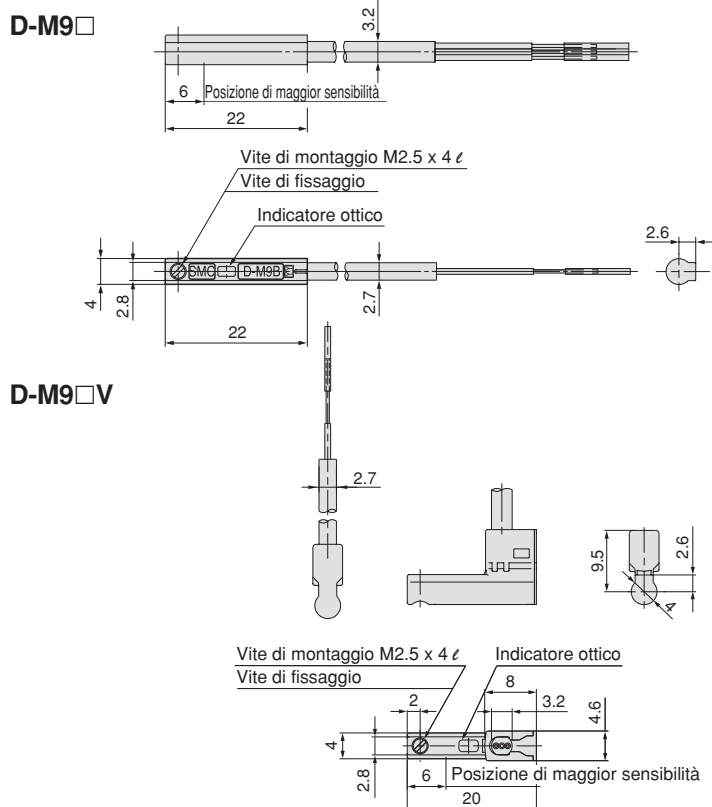 D-M9□
3.2
6
Posizione di maggior sensibilità
22
Vite di montaggio M2.5 x 4 ℓ
Vite di fissaggio
Indicatore ottico
2.6
SMC
D-M9B
4
2.8
2.7
22
D-M9□V
2.7
9.5
2.6
4
Vite di montaggio M2.5 x 4 ℓ
Indicatore ottico
Vite di fissaggio
8
2
3.2
4.6
4
2.8
6
Posizione di maggior sensibilità
20